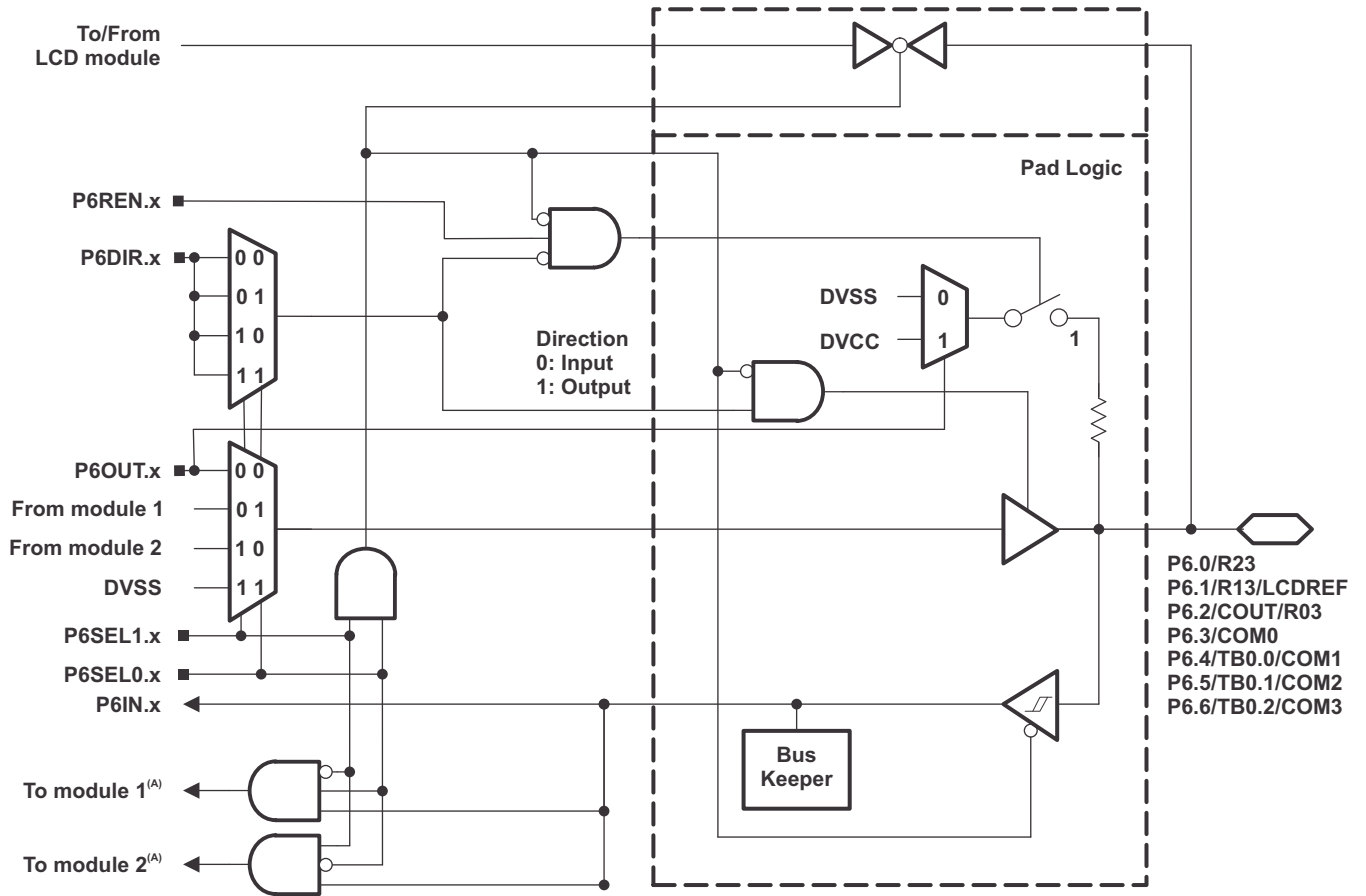 To/From
LCD module
Pad Logic
P6REN.x
P6DIR.x
0 0
0 1
1 0
1 1
Direction
0: Input
1: Output
DVSS
DVCC
0
1
1
P6OUT.x
From module 1
From module 2
DVSS
0 0
0 1
1 0
1 1
P6SEL1.x
P6SEL0.x
P6IN.x
Bus
Keeper
To module 1(A)
To module 2(A)
P6.0/R23
P6.1/R13/LCDREF
P6.2/COUT/R03
P6.3/COM0
P6.4/TB0.0/COM1
P6.5/TB0.1/COM2
P6.6/TB0.2/COM3